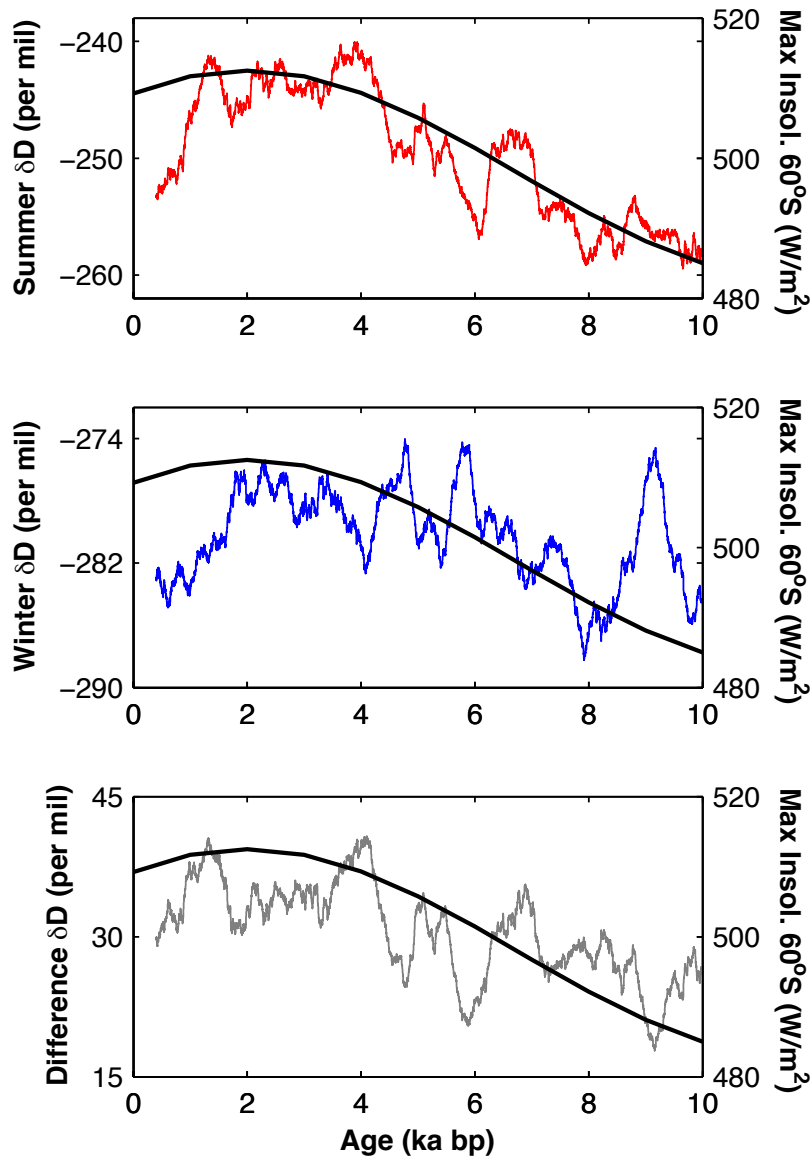 Summer δD (per mil)
−240
−250
−260
520
500
480
Max Insol. 60°S (W/m²)
0 2 4 6 8 10
Winter δD (per mil)
−274
−282
−290
520
500
480
Max Insol. 60°S (W/m²)
0 2 4 6 8 10
Difference δD (per mil)
45
30
15
520
500
480
Max Insol. 60°S (W/m²)
0 2 4 6 8 10
Age (ka bp)